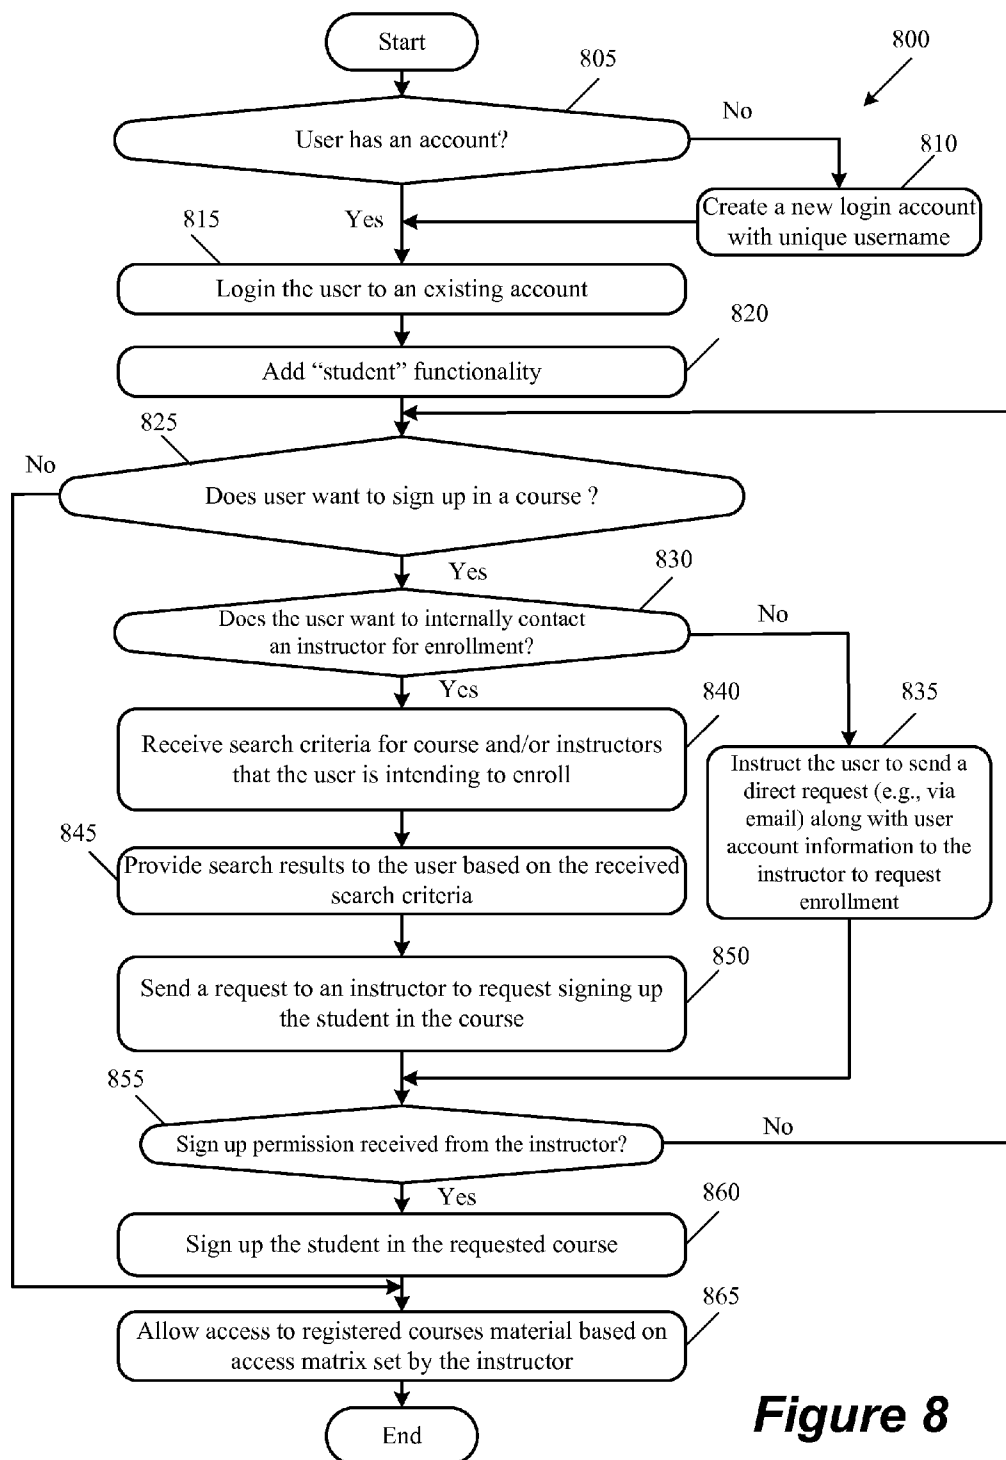 Start
805
800
User has an account?
No
810
Yes
Create a new login account
with unique username
815
Login the user to an existing account
820
Add “student” functionality
825
No
Does user want to sign up in a course ?
Yes
830
Does the user want to internally contact
an instructor for enrollment?
No
Yes
840
835
Receive search criteria for course and/or instructors
that the user is intending to enroll
Instruct the user to send a
direct request (e.g., via
email) along with user
account information to the
instructor to request
enrollment
845
Provide search results to the user based on the received
search criteria
850
Send a request to an instructor to request signing up
the student in the course
855
Sign up permission received from the instructor?
No
Yes
860
Sign up the student in the requested course
865
Allow access to registered courses material based on
access matrix set by the instructor
End
Figure 8